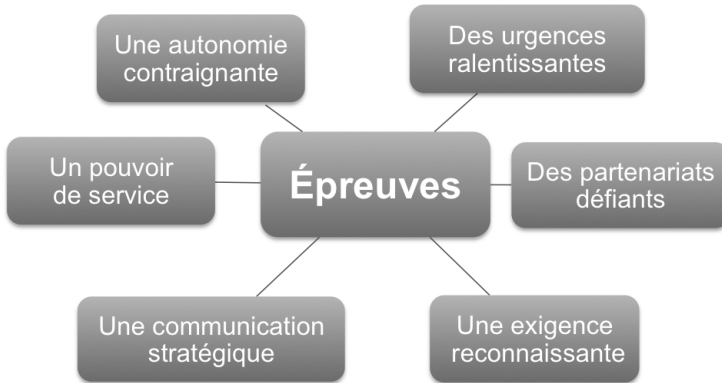 Une autonomie
contraignante
Des urgences
ralentissantes
Un pouvoir
de service
Épreuves
Des partenariats
défiants
Une communication
stratégique
Une exigence
reconnaissante